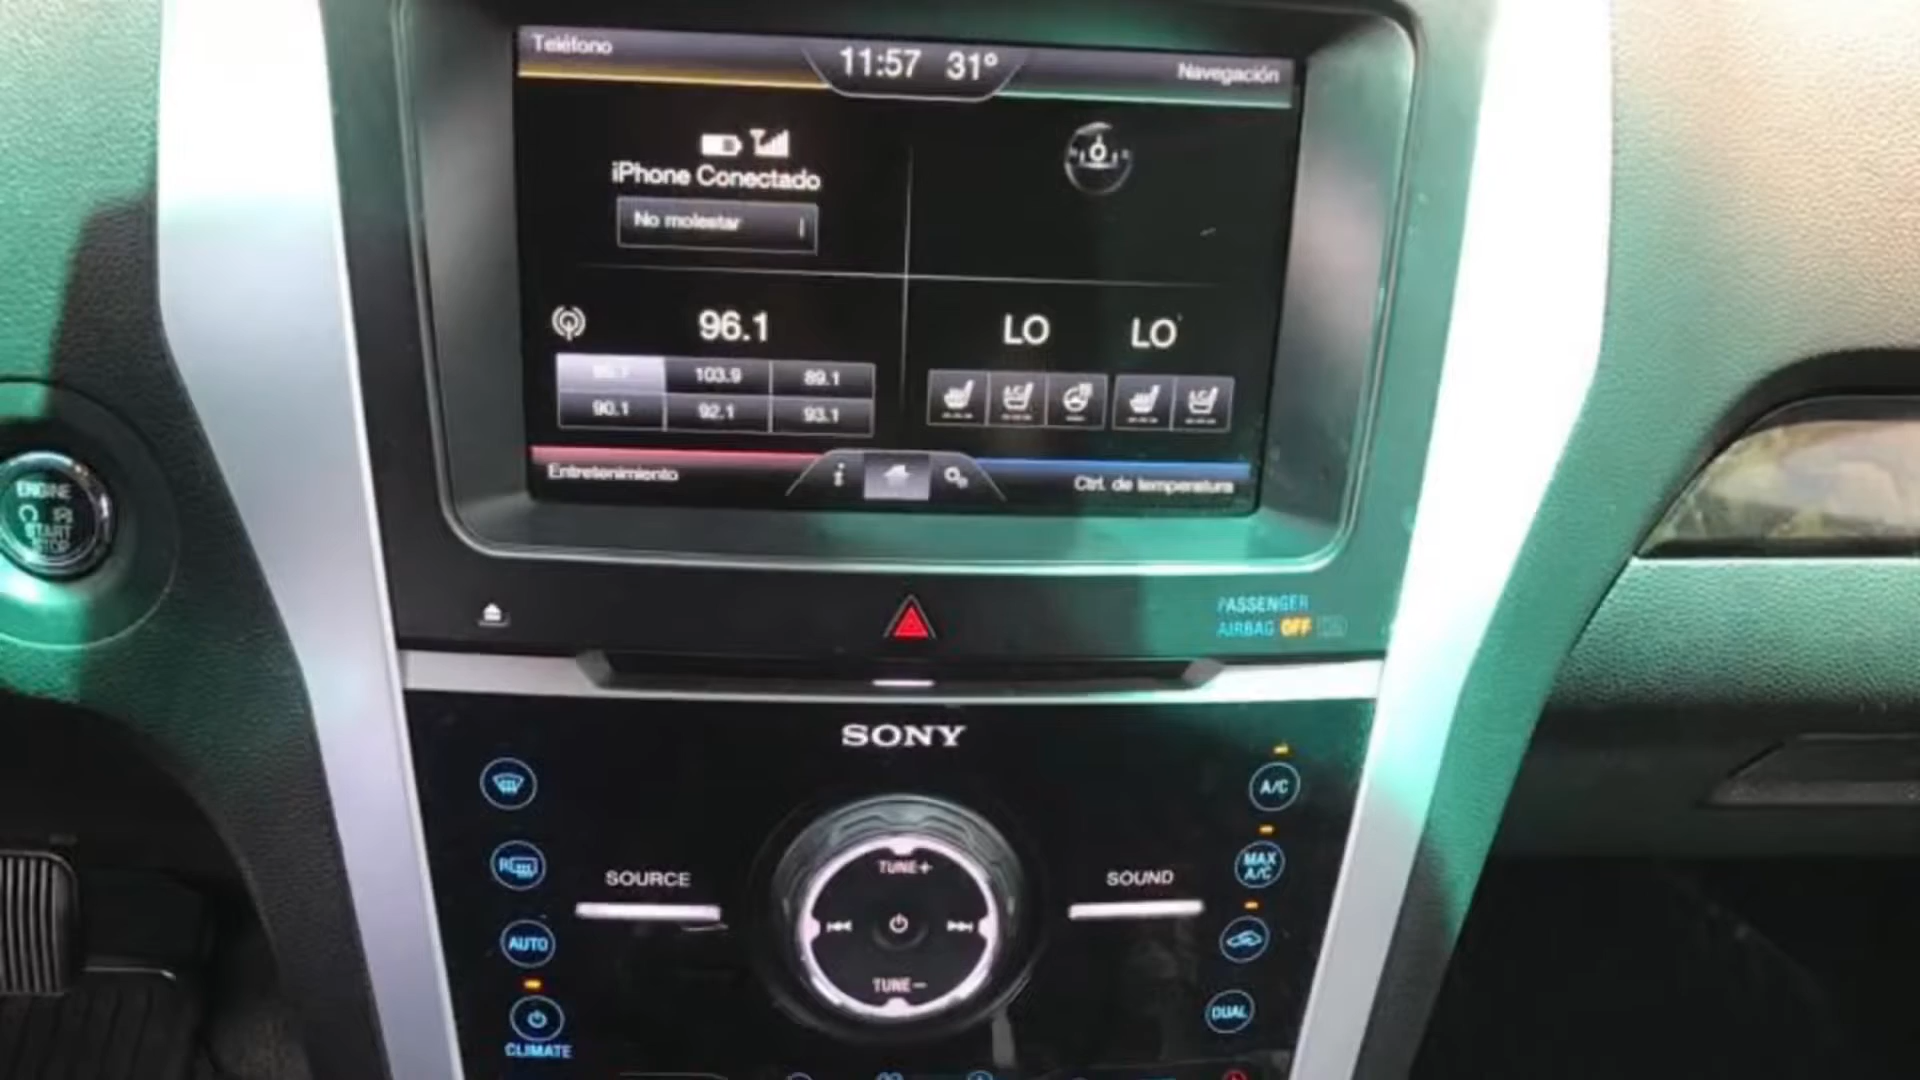 Teléfono
11:57 31°
Navegación
iPhone Conectado
No molestar
96.1
LO LO
103.9 89.1
90.1 92.1 93.1
Entretenimiento
i
Ctrl. de temperatura
ENGINE
START
STOP
PASSENGER
AIRBAG OFF
SONY
A/C
MAX
A/C
R
SOURCE
TUNE+
SOUND
AUTO
TUNE-
DUAL
CLIMATE